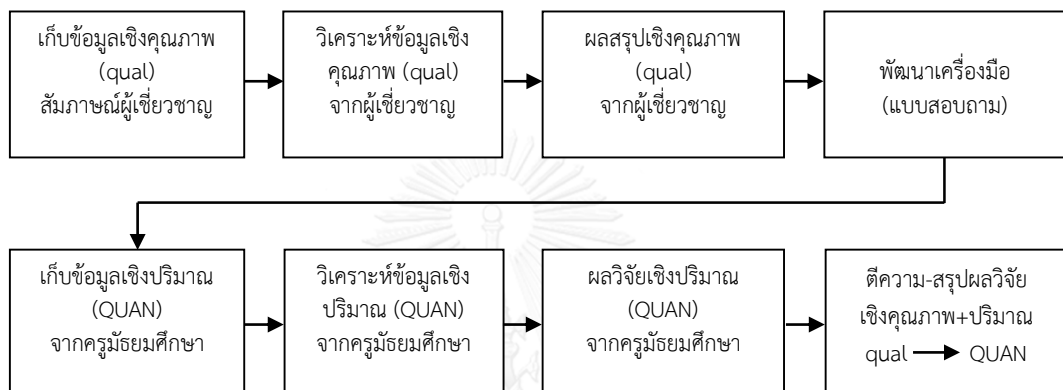 เก็บข้อมูลเชิงคุณภาพ
(qual)
สัมภาษณ์ผู้เชี่ยวชาญ
วิเคราะห์ข้อมูลเชิง
คุณภาพ (qual)
จากผู้เชี่ยวชาญ
ผลสรุปเชิงคุณภาพ
(qual)
จากผู้เชี่ยวชาญ
พัฒนาเครื่องมือ
(แบบสอบถาม)
เก็บข้อมูลเชิงปริมาณ
(QUAN)
จากครูมัธยมศึกษา
วิเคราะห์ข้อมูลเชิง
ปริมาณ (QUAN)
จากครูมัธยมศึกษา
ผลวิจัยเชิงปริมาณ
(QUAN)
จากครูมัธยมศึกษา
ตีความ-สรุปผลวิจัย
เชิงคุณภาพ+ปริมาณ
qual ⟶ QUAN